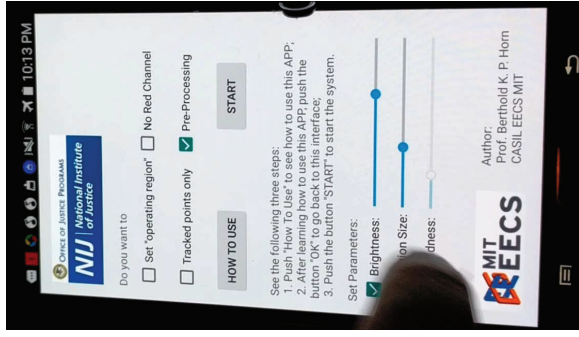 10:13 PM
OFFICE OF JUSTICE PROGRAMS
NIJ National Institute of Justice
Do you want to
Set "operating region" No Red Channel
Tracked points only Pre-Processing
HOW TO USE START
See the following three steps:
1. Push "How To Use" to see how to use this APP;
2. After learning how to use this APP, push the
button "OK" to go back to this interface;
3. Push the button "START" to start the system.
Set Parameters:
Brightness:
ion Size:
dness:
MIT
EECS
Author:
Prof. Berthold K. P. Horn
CASIL EECS MIT